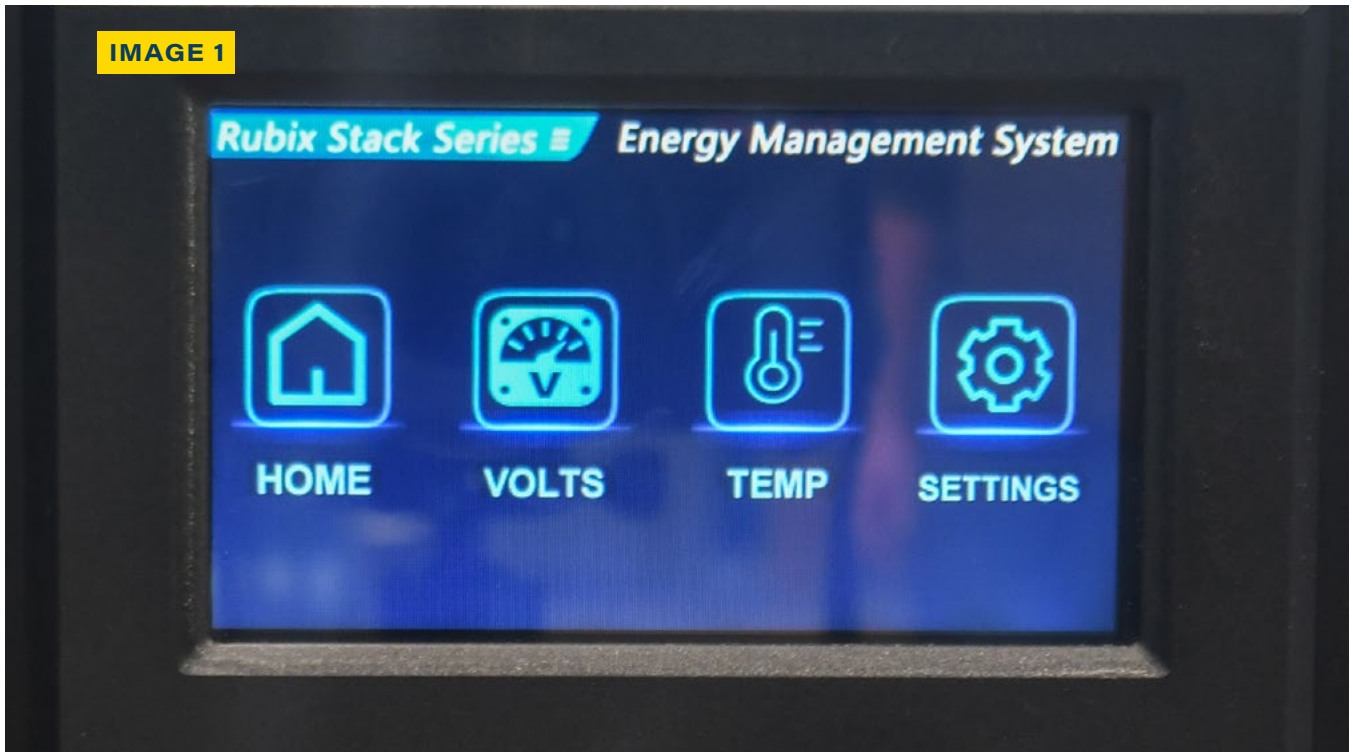 IMAGE 1
Rubix Stack Series Energy Management System
V
HOME VOLTS TEMP SETTINGS